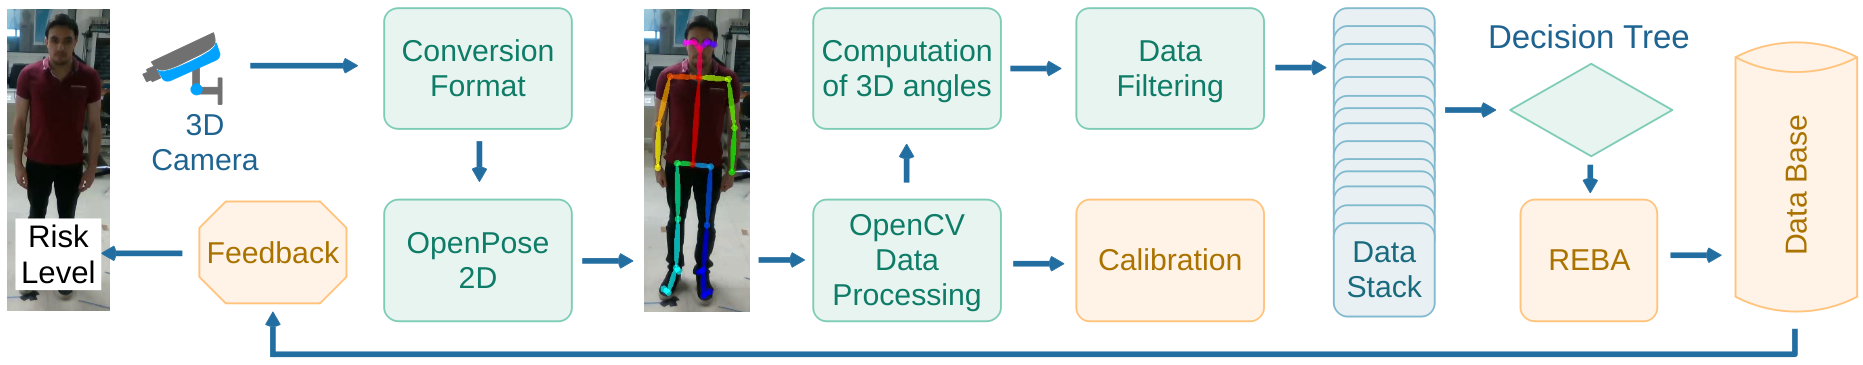 3D
Camera
Conversion
Format
OpenPose
2D
OpenCV
Data
Processing
Computation
of 3D angles
Calibration
Data
Filtering
Data
Stack
Decision Tree
REBA
Data Base
Feedback
Risk
Level